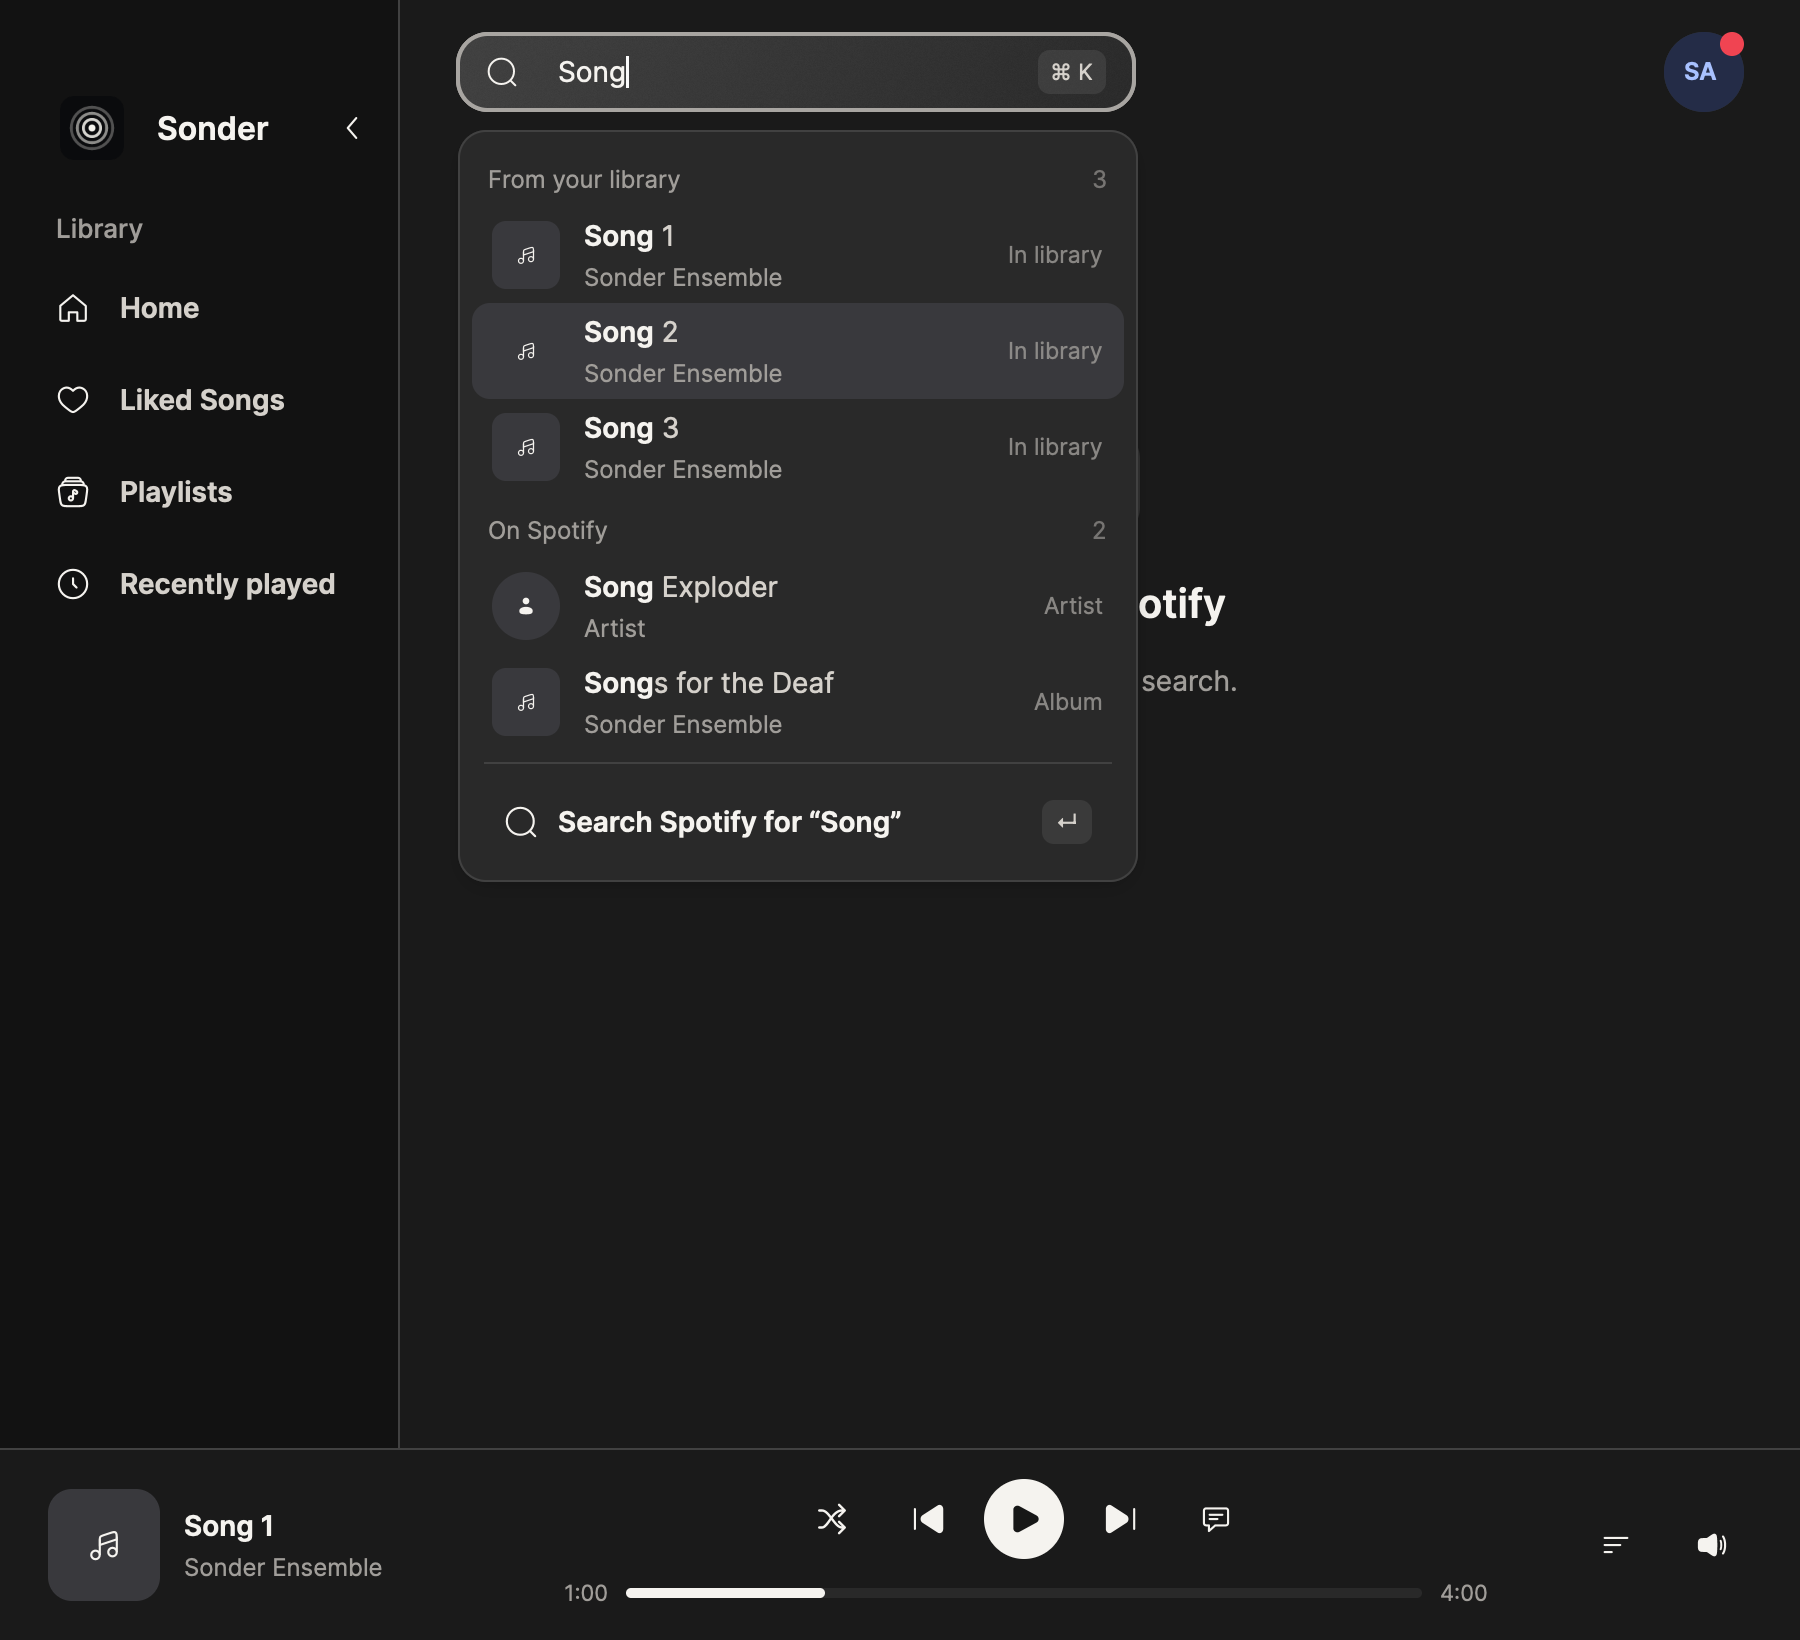 Song
⌘ K
SA
Sonder
Library
Home
Liked Songs
Playlists
Recently played
From your library 3
Song 1
Sonder Ensemble
In library
Song 2
Sonder Ensemble
In library
Song 3
Sonder Ensemble
In library
On Spotify 2
Song Exploder
Artist
Artist
Songs for the Deaf
Sonder Ensemble
Album
Search Spotify for “Song”
otify
search.
Song 1
Sonder Ensemble
1:00
4:00